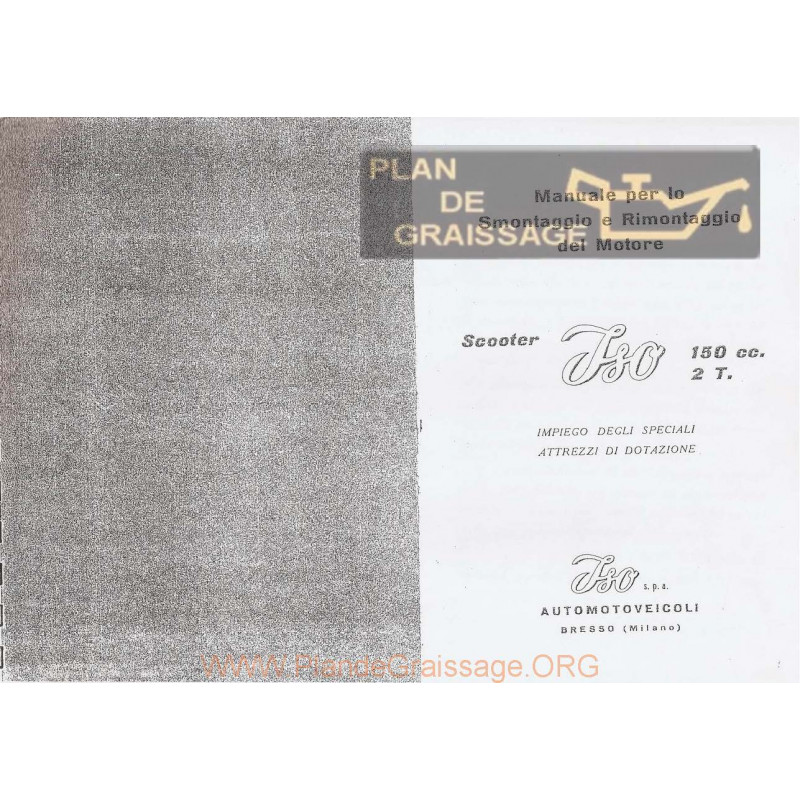 PLAN
DE
GRAISSAGE
Manuale per lo
Smontaggio e Rimontaggio
del Motore
Scooter Iso 150 cc.
2 T.
IMPIEGO DEGLI SPECIALI
ATTREZZI DI DOTAZIONE
Iso s.p.a.
AUTOMOTOVEICOLI
BRESSO (Milano)
WWW.PlandeGraissage.ORG